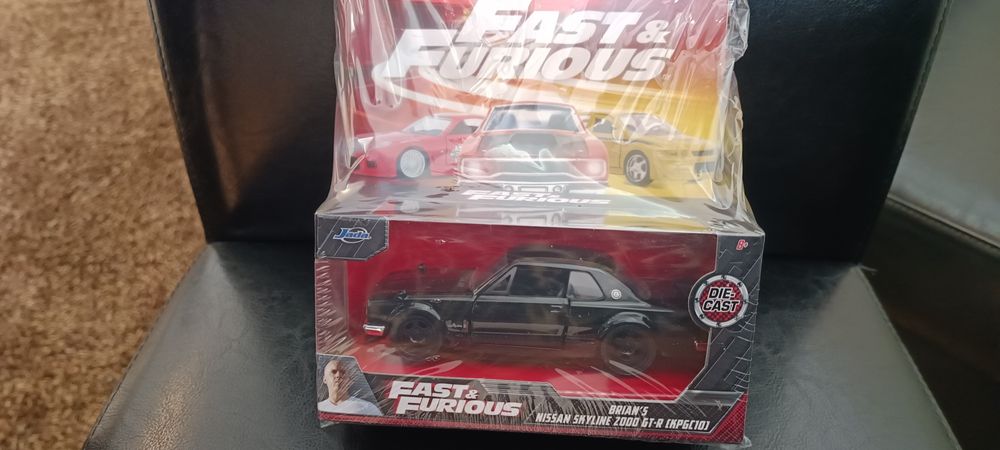 FAST &
FURIOUS
FAST &
FURIOUS
Jada
8+
DIE-
CAST
FAST &
FURIOUS
BRIAN'S
NISSAN SKYLINE 2000 GT-R (KPGC10)